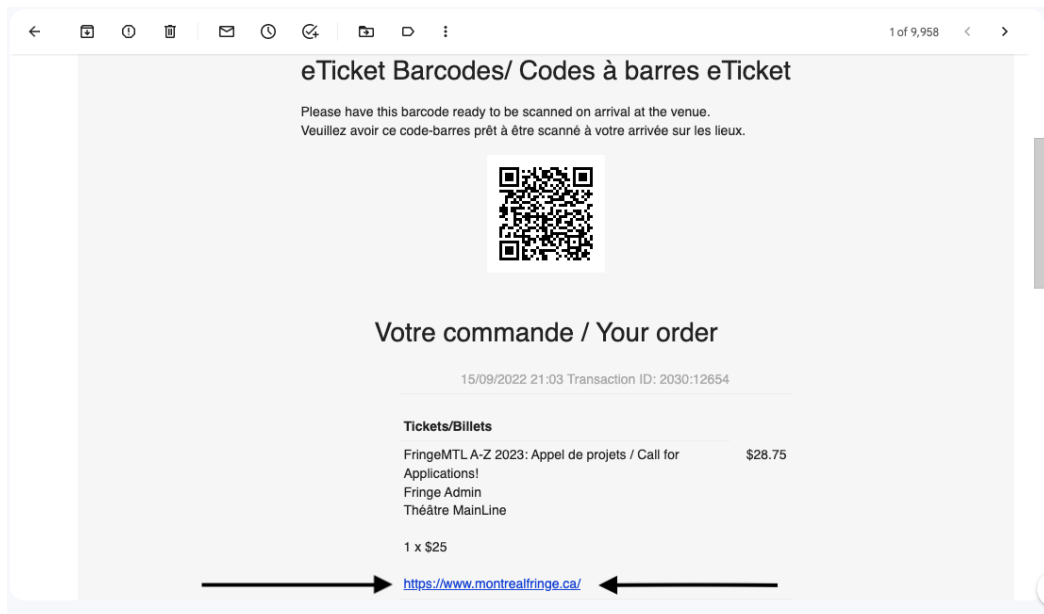 1 of 9,958
eTicket Barcodes/ Codes à barres eTicket
Please have this barcode ready to be scanned on arrival at the venue.
Veuillez avoir ce code-barres prêt à être scanné à votre arrivée sur les lieux.
Votre commande / Your order
15/09/2022 21:03 Transaction ID: 2030:12654
Tickets/Billets
FringeMTL A-Z 2023: Appel de projets / Call for $28.75
Applications!
Fringe Admin
Théâtre MainLine
1 x $25
https://www.montrealfringe.ca/